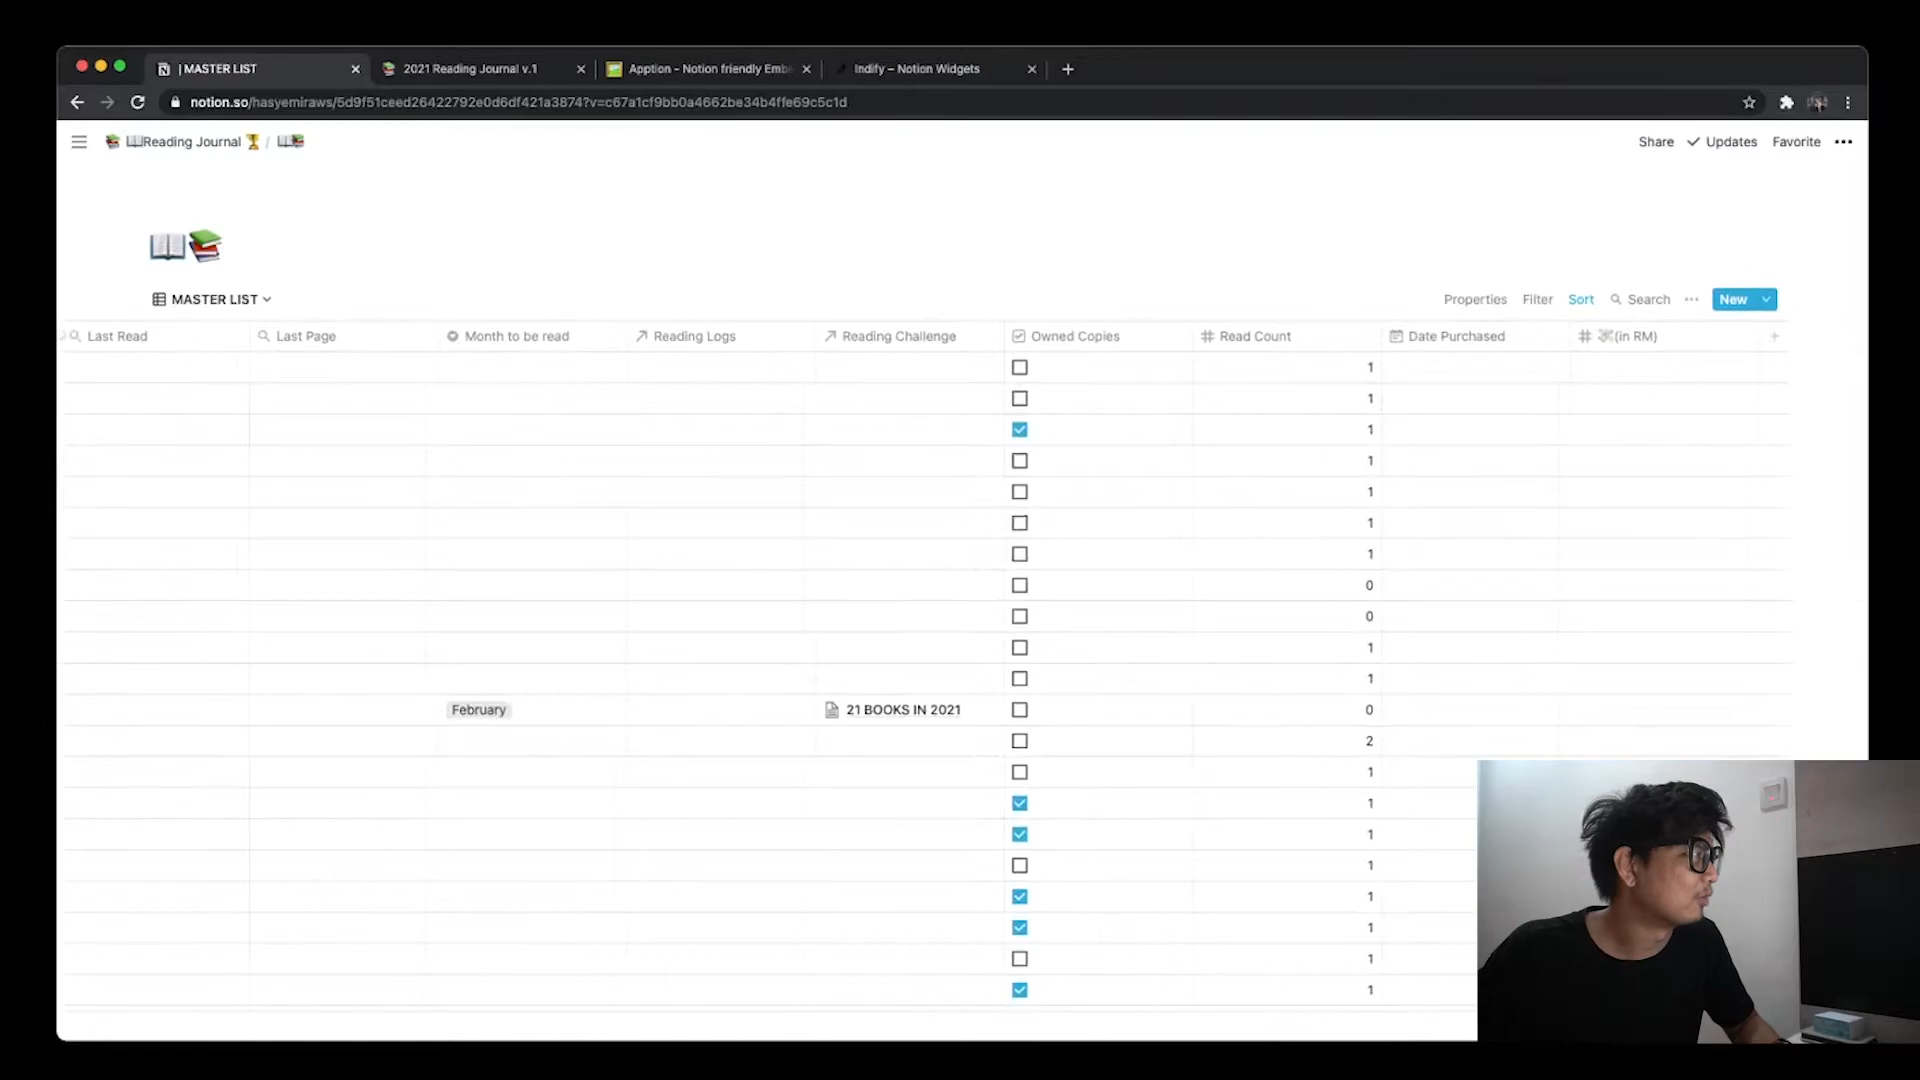 | MASTER LIST
2021 Reading Journal v.1
Apption - Notion friendly Emb
Indify – Notion Widgets
notion.so/hasyemiraws/5d9f51ceed26422792e0d6df421a3874?v=c67a1cf9bb0a4662be34b4ffe69c5c1d
Reading Journal /
Share Updates Favorite
MASTER LIST
Properties Filter Sort Search New
Last Read Last Page Month to be read Reading Logs Reading Challenge Owned Copies Read Count Date Purchased (in RM)
1
1
1
1
1
1
1
0
0
1
1
February 21 BOOKS IN 2021 0
2
1
1
1
1
1
1
1
1